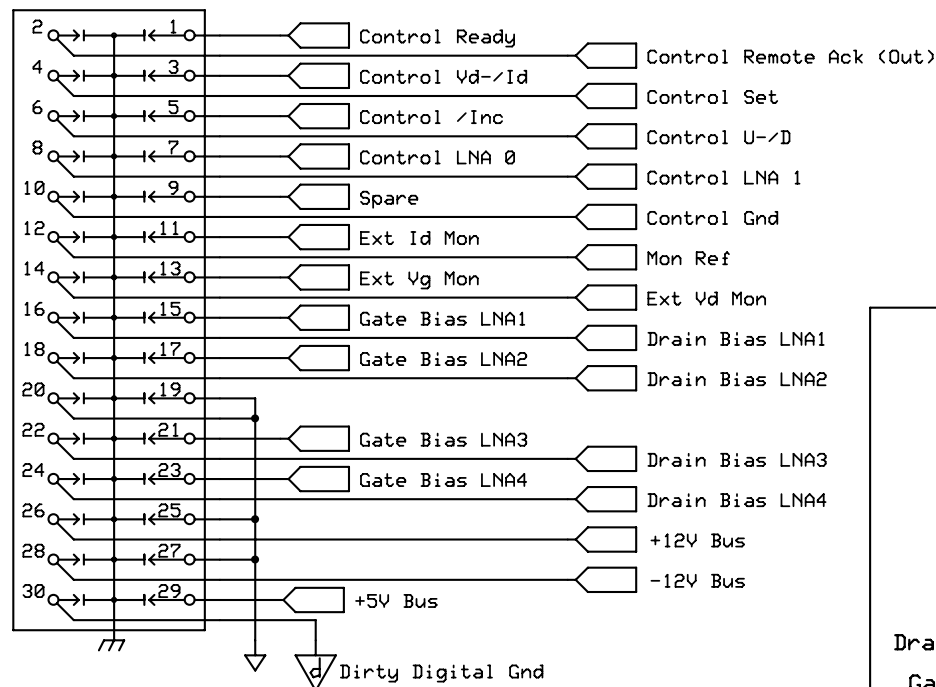 2 1 Control Ready
Control Remote Ack (Out)
4 3 Control Vd-/Id
Control Set
6 5 Control /Inc
Control U-/D
8 7 Control LNA 0
Control LNA 1
10 9 Spare
Control Gnd
12 11 Ext Id Mon
Mon Ref
14 13 Ext Vg Mon
Ext Vd Mon
16 15 Gate Bias LNA1
Drain Bias LNA1
18 17 Gate Bias LNA2
Drain Bias LNA2
20 19
22 21 Gate Bias LNA3
Drain Bias LNA3
24 23 Gate Bias LNA4
Drain Bias LNA4
26 25
+12V Bus
28 27
-12V Bus
30 29 +5V Bus
d Dirty Digital Gnd
Dra
Ga